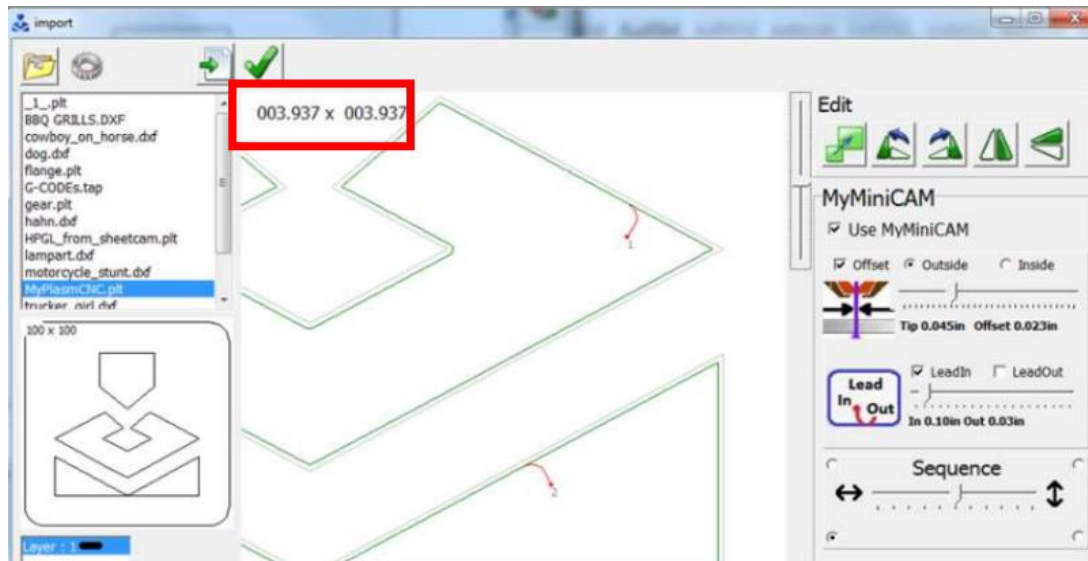 import
_1_.plt
BBQ GRILLS.DXF
cowboy_on_horse.dxf
dog.dxf
flange.plt
G-CODEs.tap
gear.plt
hahn.dxf
HPGL_from_sheetcam.plt
lampart.dxf
motorcycle_stunt.dxf
MyPlasmCNC.plt
trucker_girl.dxf
100 x 100
Layer : 1
003.937 x 003.937
1
2
Edit
MyMiniCAM
Use MyMiniCAM
Offset Outside Inside
Tip 0.045in Offset 0.023in
LeadIn LeadOut
Lead
In Out
In 0.10in Out 0.03in
Sequence